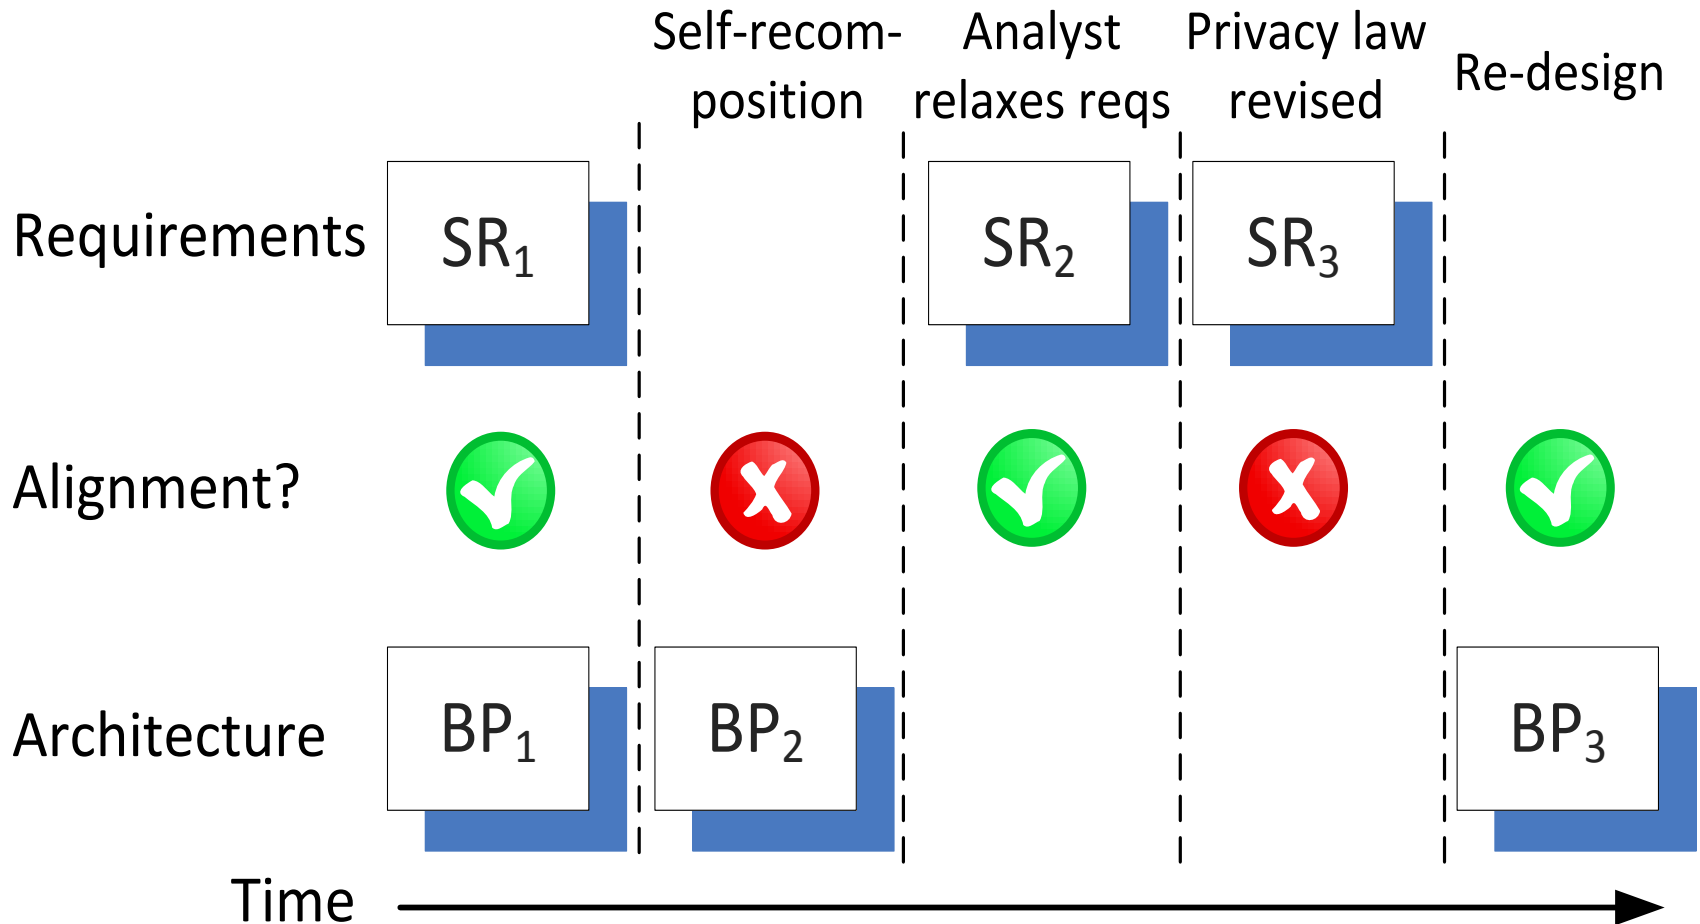 Self-recom-
position
Analyst
relaxes reqs
Privacy law
revised
Re-design
Requirements
SR1
SR2
SR3
Alignment?
Architecture
BP1
BP2
BP3
Time